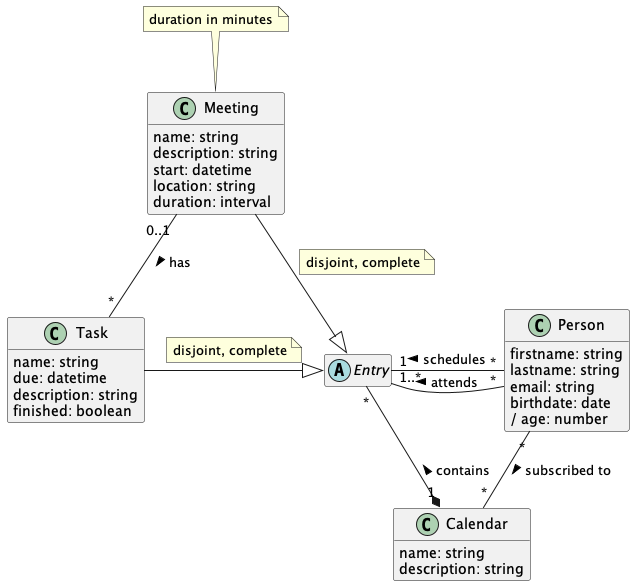 duration in minutes
C Meeting
name: string
description: string
start: datetime
location: string
duration: interval
0..1
has
*
disjoint, complete
C Task
name: string
due: datetime
description: string
finished: boolean
disjoint, complete
A Entry
1 schedules *
1..* attends *
C Person
firstname: string
lastname: string
email: string
birthdate: date
/ age: number
*
contains
1
*
subscribed to
*
C Calendar
name: string
description: string